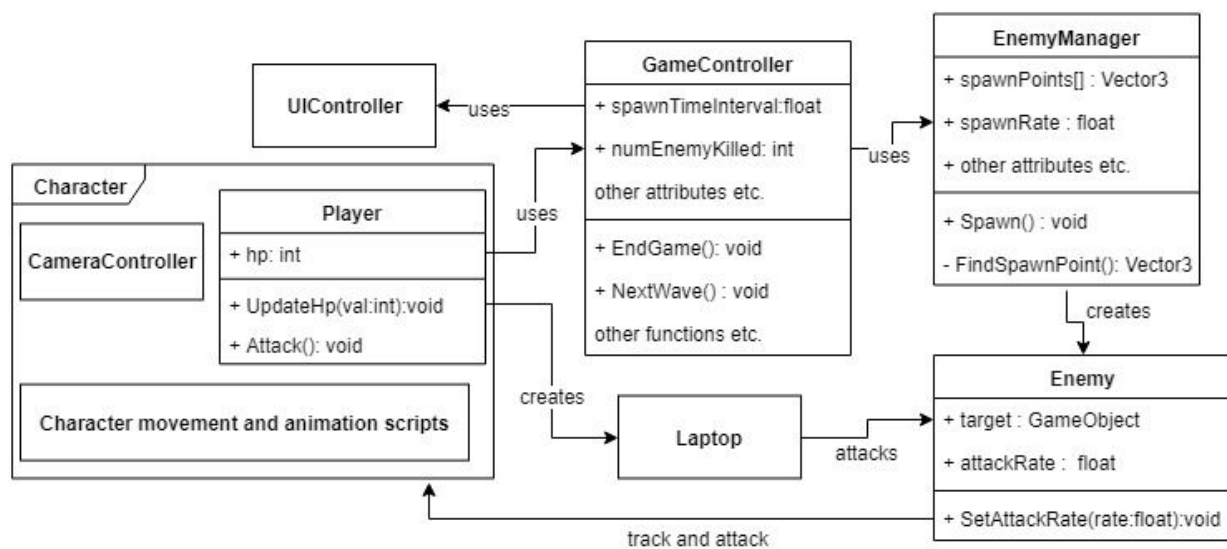 EnemyManager
+ spawnPoints[] : Vector3
+ spawnRate : float
+ other attributes etc.
+ Spawn() : void
- FindSpawnPoint(): Vector3
GameController
+ spawnTimeInterval:float
+ numEnemyKilled: int
other attributes etc.
+ EndGame(): void
+ NextWave() : void
other functions etc.
UIController
uses
uses
uses
Character
Player
+ hp: int
+ UpdateHp(val:int):void
+ Attack(): void
CameraController
Character movement and animation scripts
creates
creates
Laptop
attacks
Enemy
+ target : GameObject
+ attackRate : float
+ SetAttackRate(rate:float):void
track and attack